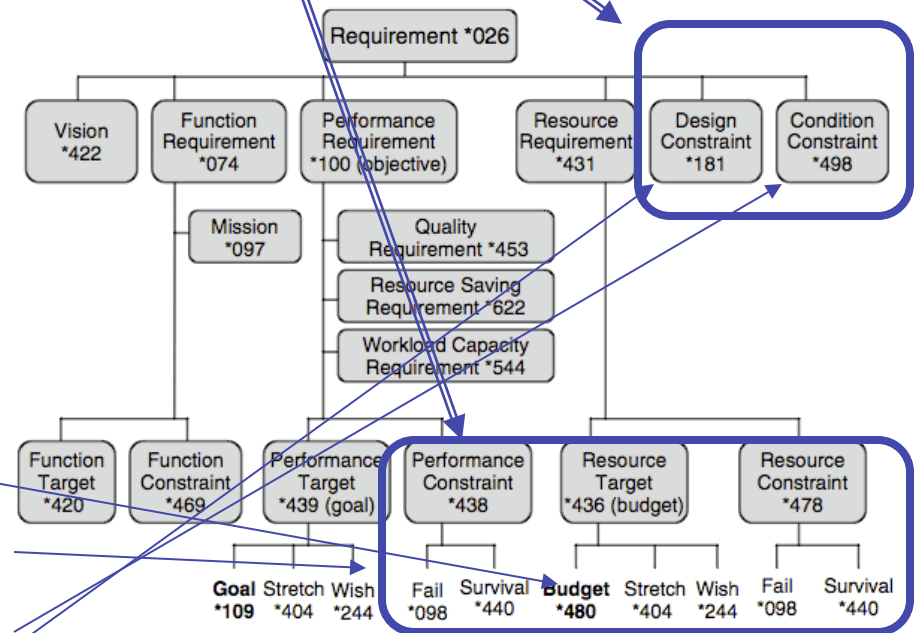 Requirement *026
Vision
*422
Function
Requirement
*074
Performance
Requirement
*100 (objective)
Resource
Requirement
*431
Design
Constraint
*181
Condition
Constraint
*498
Mission
*097
Quality
Requirement *453
Resource Saving
Requirement *622
Workload Capacity
Requirement *544
Function
Target
*420
Function
Constraint
*469
Performance
Target
*439 (goal)
Performance
Constraint
*438
Resource
Target
*436 (budget)
Resource
Constraint
*478
Goal
*109
Stretch
*404
Wish
*244
Fail
*098
Survival
*440
Budget
*480
Stretch
*404
Wish
*244
Fail
*098
Survival
*440